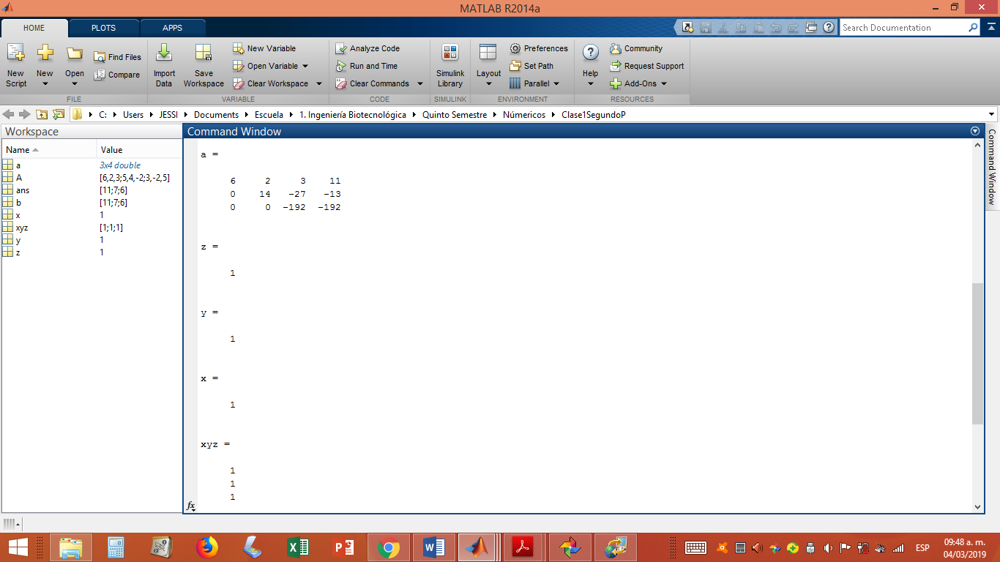 MATLAB R2014a
HOME PLOTS APPS
Search Documentation
New Script
New
Open
Find Files
Compare
FILE
Import Data
Save Workspace
New Variable
Open Variable
Clear Workspace
VARIABLE
Analyze Code
Run and Time
Clear Commands
CODE
Simulink Library
SIMULINK
Layout
Preferences
Set Path
Parallel
ENVIRONMENT
Help
Community
Request Support
Add-Ons
RESOURCES
C: Users JESSI Documents Escuela 1. Ingeniería Biotecnológica Quinto Semestre Númericos Clase1SegundoP
Workspace
Name Value
a 3x4 double
A [6,2,3;5,4,-2;3,-2,5]
ans [11;7;6]
b [11;7;6]
x 1
xyz [1;1;1]
y 1
z 1
Command Window
a =
6 2 3 11
0 14 -27 -13
0 0 -192 -192
z =
1
y =
1
x =
1
xyz =
1
1
1
fx
Command Window
ESP
09:48 a. m.
04/03/2019